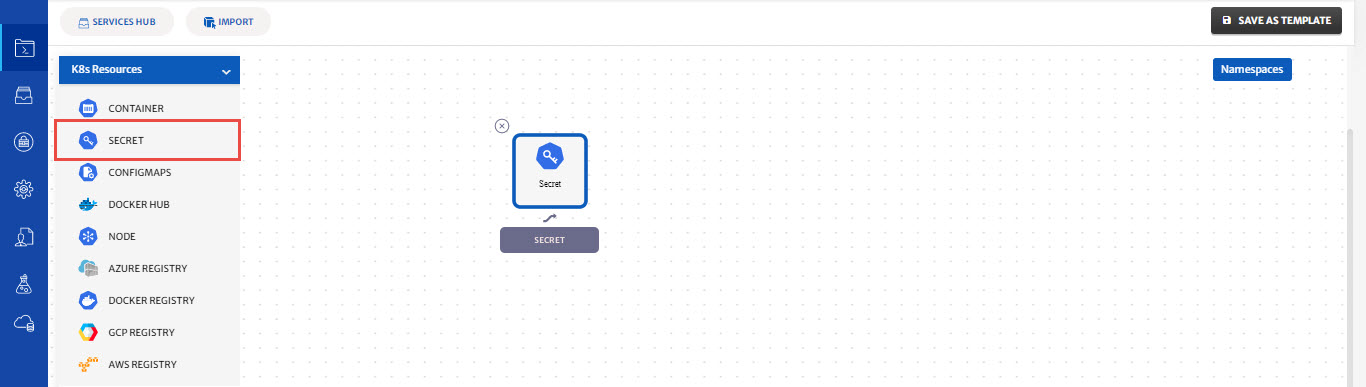 SERVICES HUB
IMPORT
SAVE AS TEMPLATE
K8s Resources
Namespaces
CONTAINER
SECRET
CONFIGMAPS
DOCKER HUB
NODE
AZURE REGISTRY
DOCKER REGISTRY
GCP REGISTRY
AWS REGISTRY
Secret
SECRET